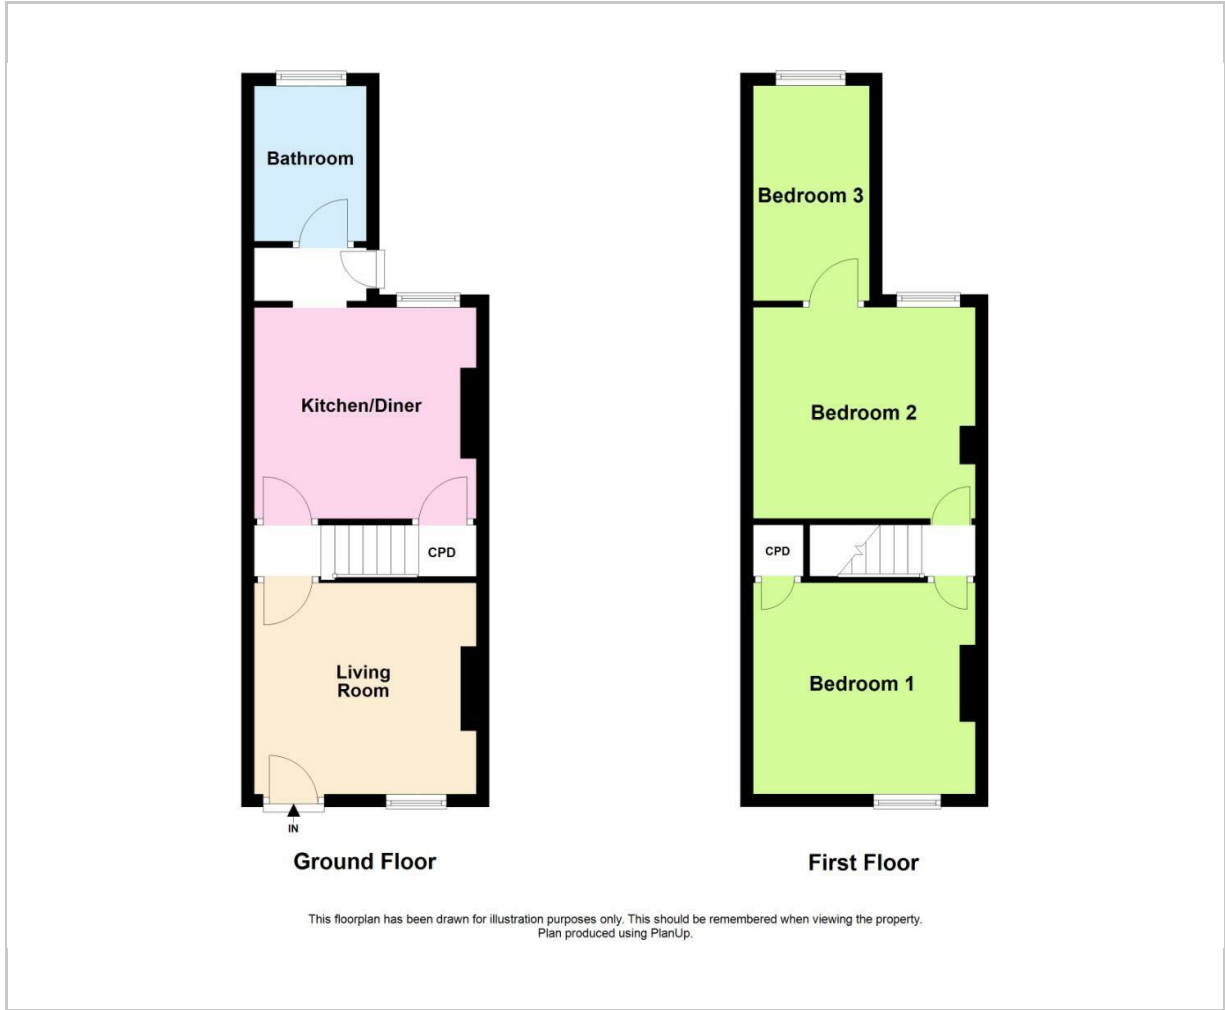 Bathroom
Kitchen/Diner
CPD
Living
Room
IN
Ground Floor
Bedroom 3
Bedroom 2
CPD
Bedroom 1
First Floor
This floorplan has been drawn for illustration purposes only. This should be remembered when viewing the property.
Plan produced using PlanUp.